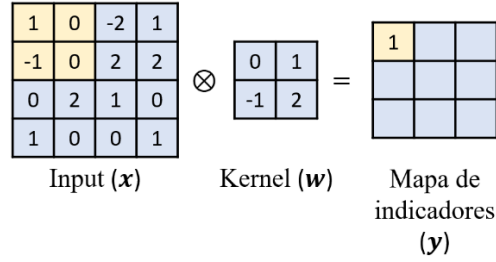 1 0 -2 1
-1 0 2 2
0 2 1 0
1 0 0 1
⊗
0 1
-1 2
=
1
Input (x)
Kernel (w)
Mapa de
indicadores
(y)